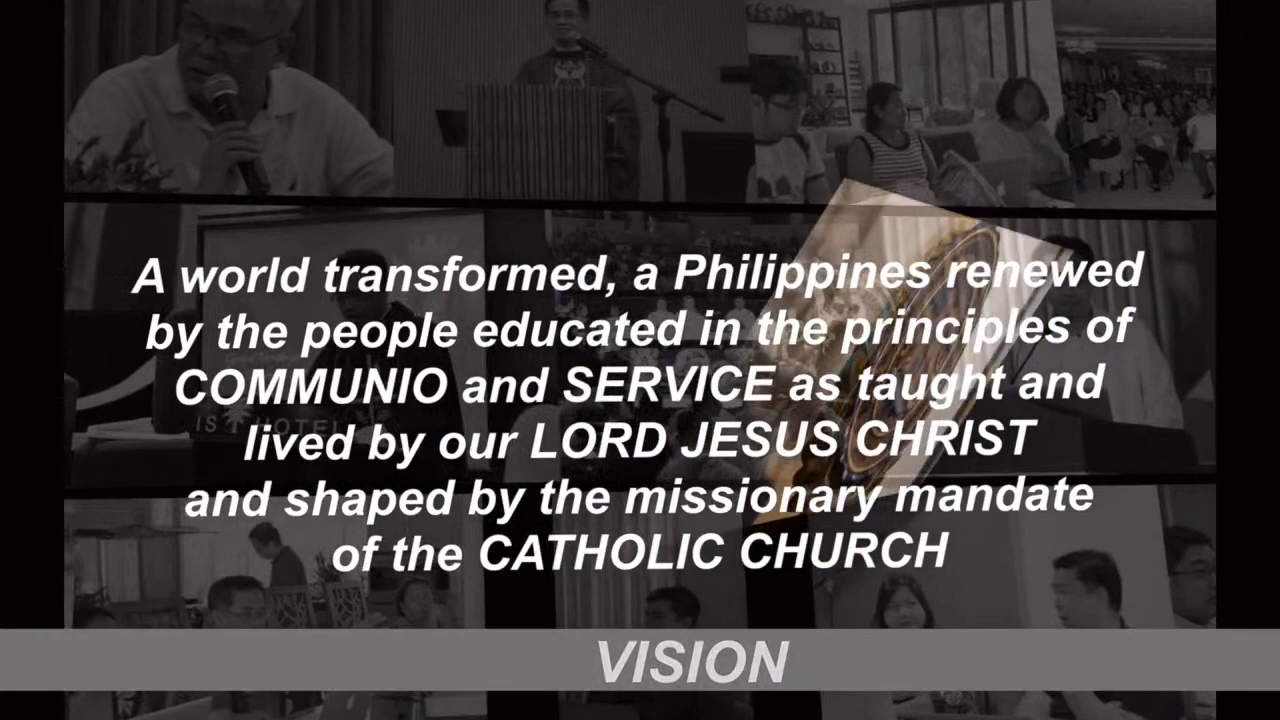 A world transformed, a Philippines renewed
by the people educated in the principles of
COMMUNIO and SERVICE as taught and
lived by our LORD JESUS CHRIST
and shaped by the missionary mandate
of the CATHOLIC CHURCH
HOTEL
VISION